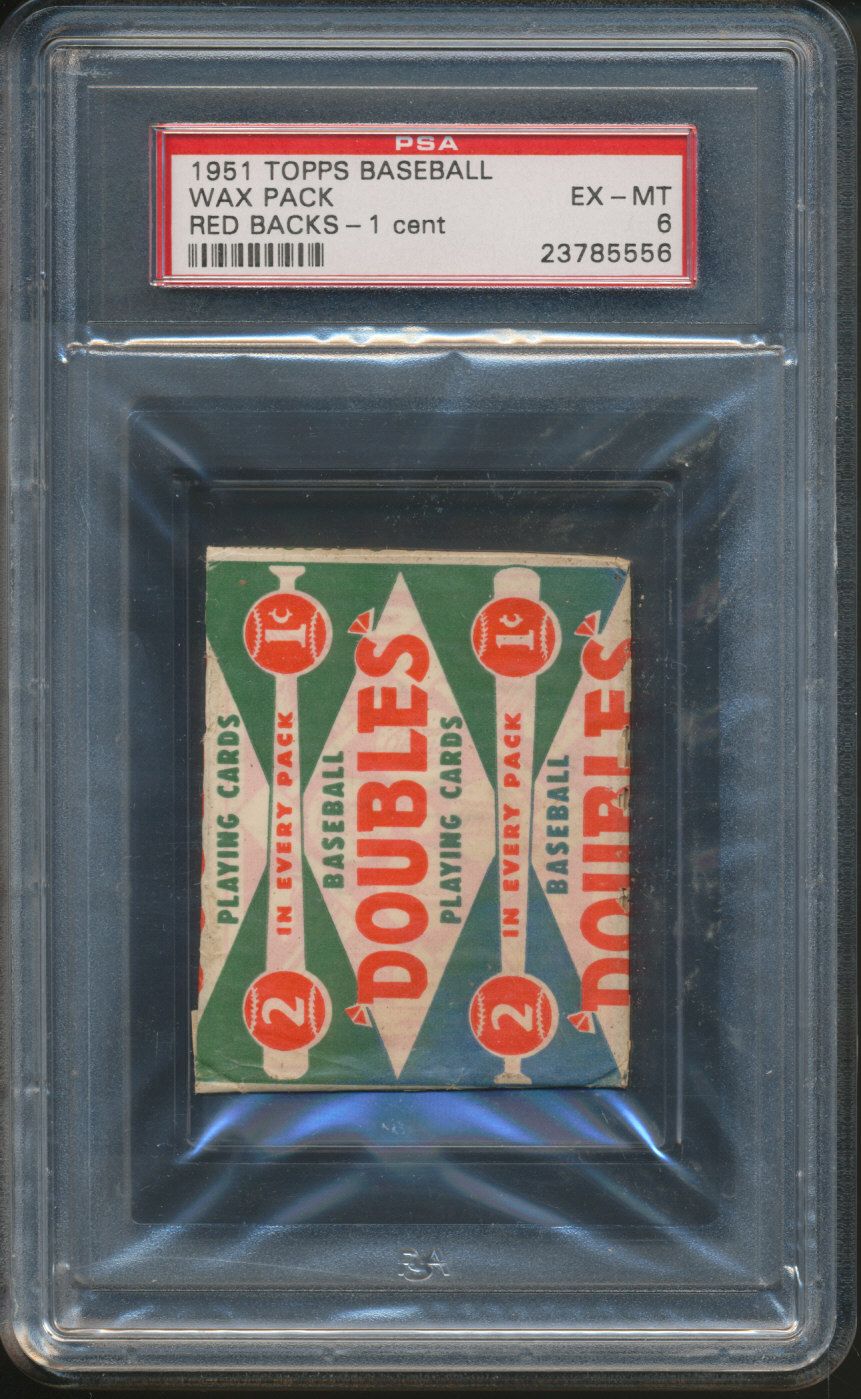 PSA
1951 TOPPS BASEBALL
WAX PACK EX – MT
RED BACKS – 1 cent 6
23785556
PLAYING CARDS
1¢
IN EVERY PACK
2
BASEBALL
DOUBLES
PLAYING CARDS
1¢
IN EVERY PACK
2
BASEBALL
DOUBLES
PSA